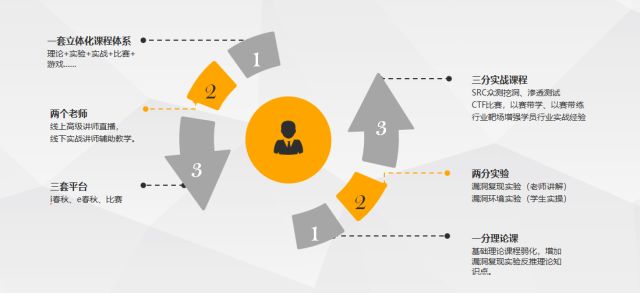 一套立体化课程体系
理论+实验+实战+比赛+
游戏......
1
2
两个老师
线上高级讲师直播,
线下实战讲师辅助教学。
3
三套平台
i春秋、e春秋、比赛
三分实战课程
SRC众测挖洞、渗透测试
CTF比赛, 以赛带学、以赛带练
行业靶场增强学员行业实战经验
3
两分实验
漏洞复现实验（老师讲解）
漏洞环境实验（学生实操）
2
一分理论课
基础理论课程弱化，增加
漏洞复现实验反推理论知
识点。
1